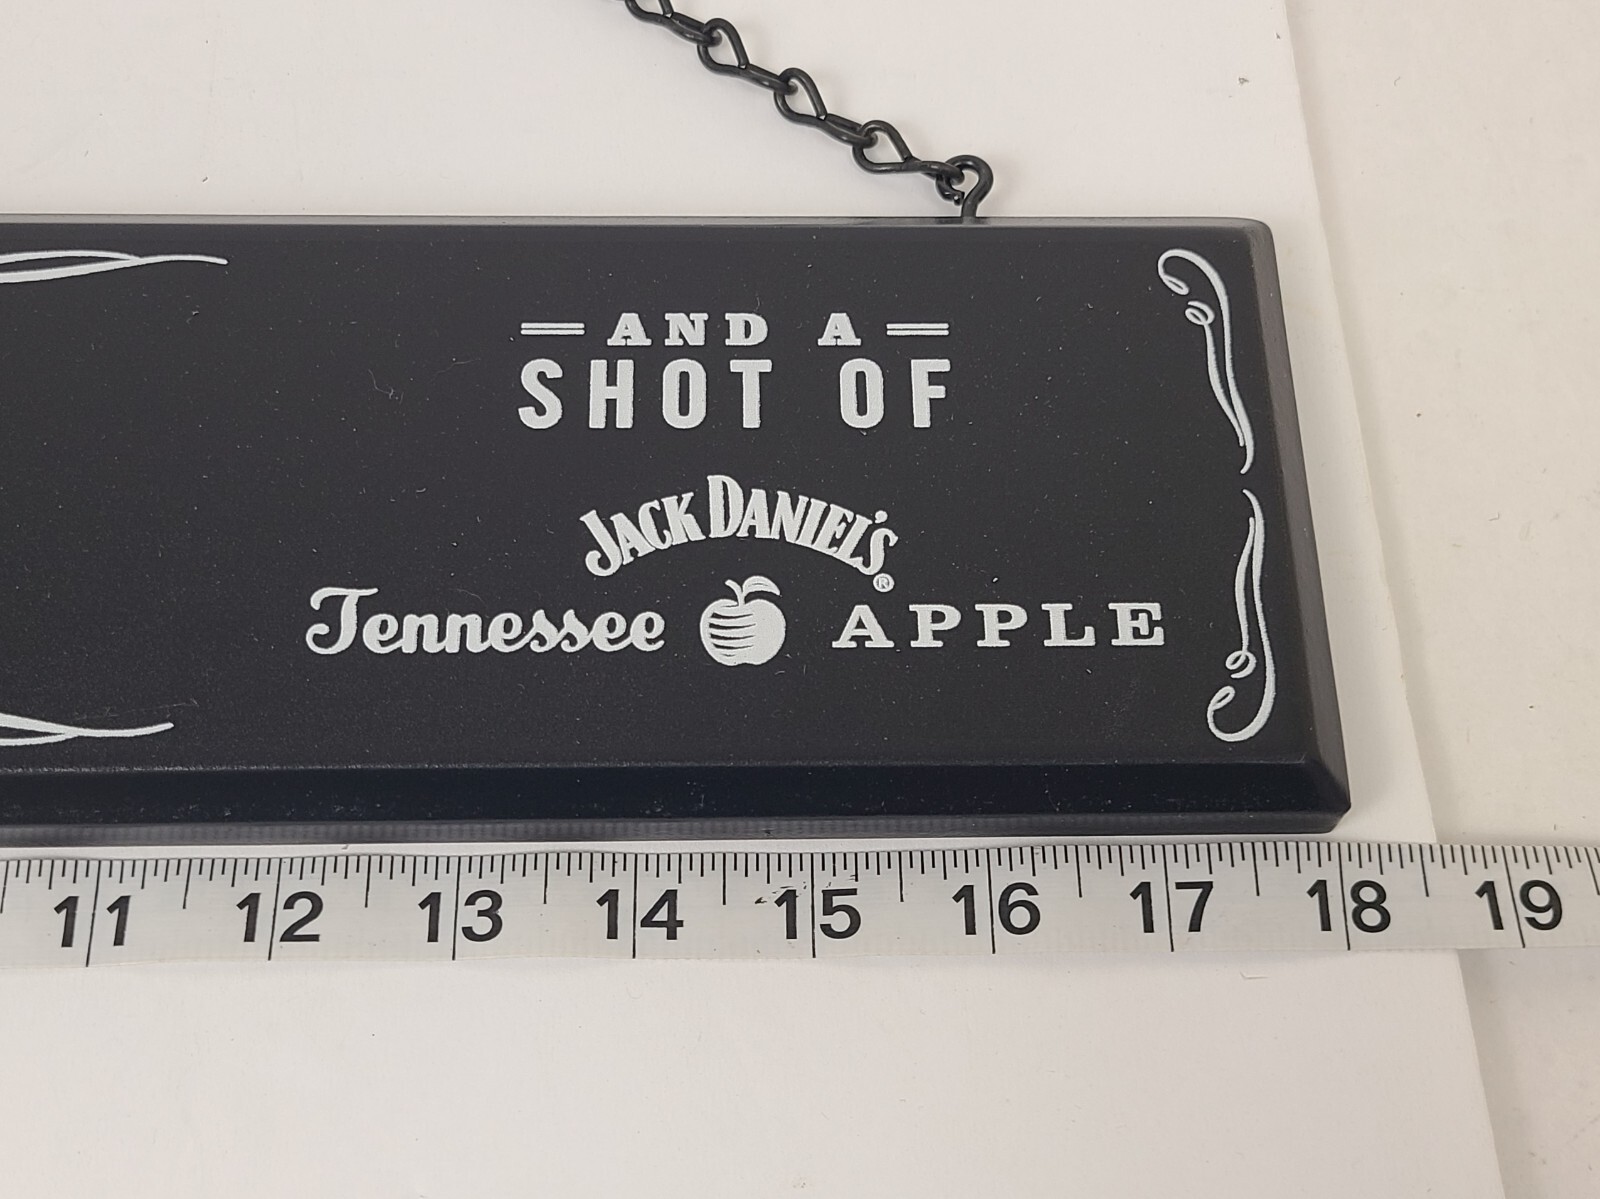 AND A
SHOT OF
JACK DANIEL'S®
Tennessee APPLE
11 12 13 14 15 16 17 18 19